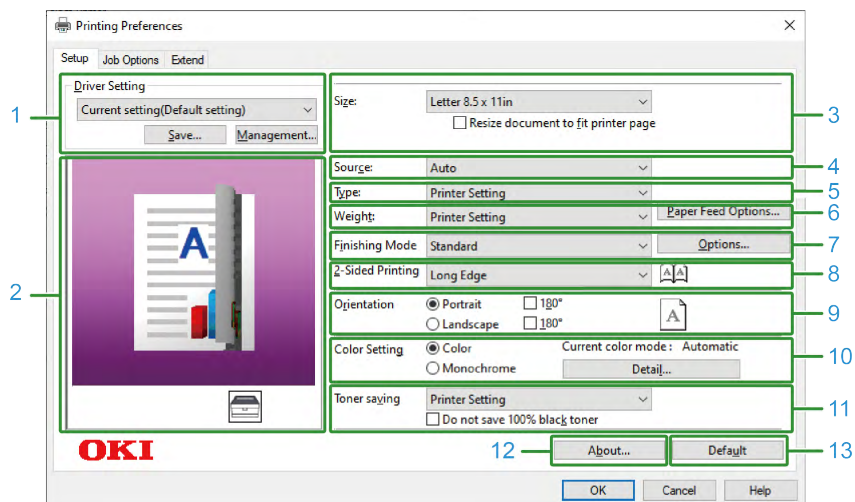 Printing Preferences
Setup Job Options Extend
Driver Setting
Current setting(Default setting)
Save... Management...
1
2
A
OKI
Size: Letter 8.5 x 11in
Resize document to fit printer page
3
Source: Auto
4
Type: Printer Setting
5
Weight: Printer Setting Paper Feed Options...
6
Finishing Mode Standard Options...
7
2-Sided Printing Long Edge A A
8
Orientation Portrait 180°
Landscape 180°
A
9
Color Setting Color Current color mode : Automatic
Monochrome Detail...
10
Toner saving Printer Setting
Do not save 100% black toner
11
12 About... Default 13
OK Cancel Help